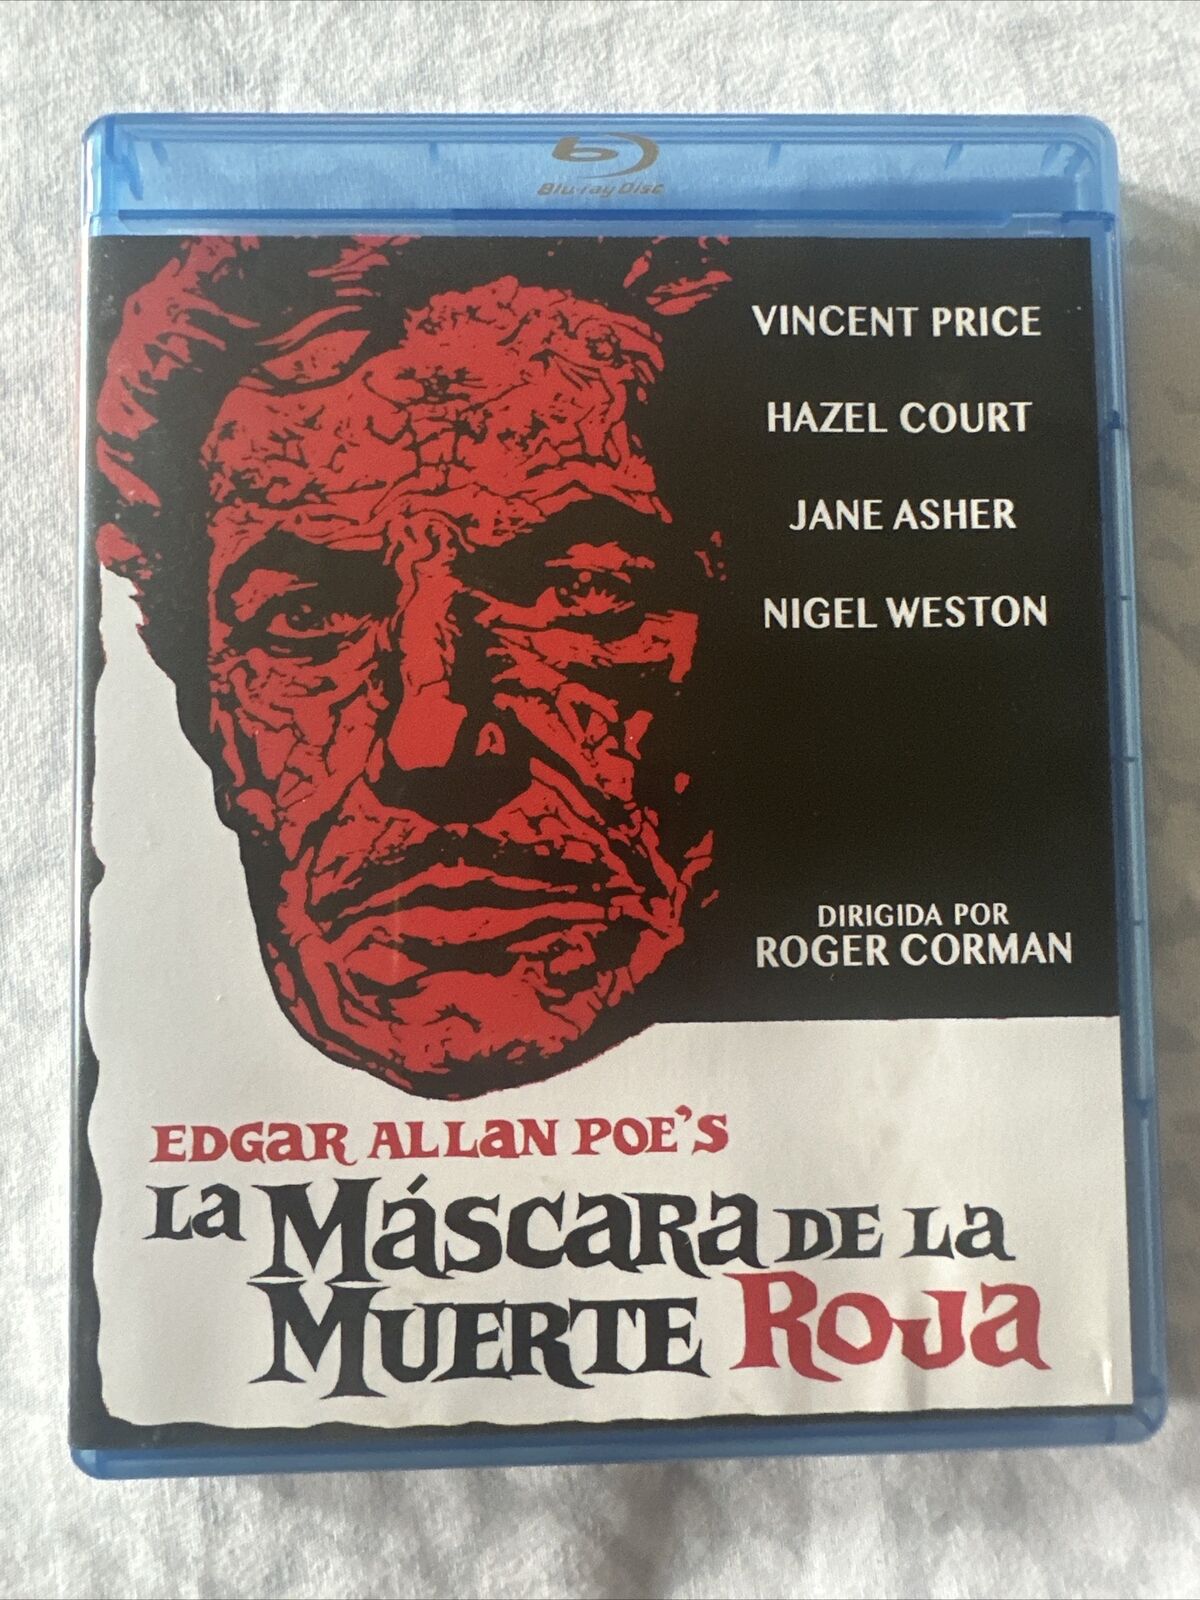 Blu-ray Disc
VINCENT PRICE
HAZEL COURT
JANE ASHER
NIGEL WESTON
DIRIGIDA POR
ROGER CORMAN
EDGAR ALLAN POE'S
LA MÁSCARA DE LA
MUERTE ROJA